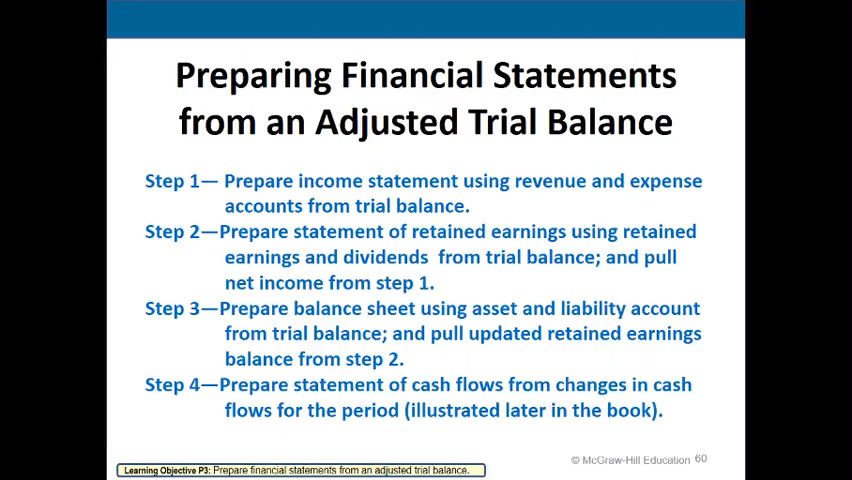 Preparing Financial Statements
from an Adjusted Trial Balance
Step 1— Prepare income statement using revenue and expense
accounts from trial balance.
Step 2—Prepare statement of retained earnings using retained
earnings and dividends from trial balance; and pull
net income from step 1.
Step 3—Prepare balance sheet using asset and liability account
from trial balance; and pull updated retained earnings
balance from step 2.
Step 4—Prepare statement of cash flows from changes in cash
flows for the period (illustrated later in the book).
Learning Objective P3: Prepare financial statements from an adjusted trial balance.
© McGraw-Hill Education 60